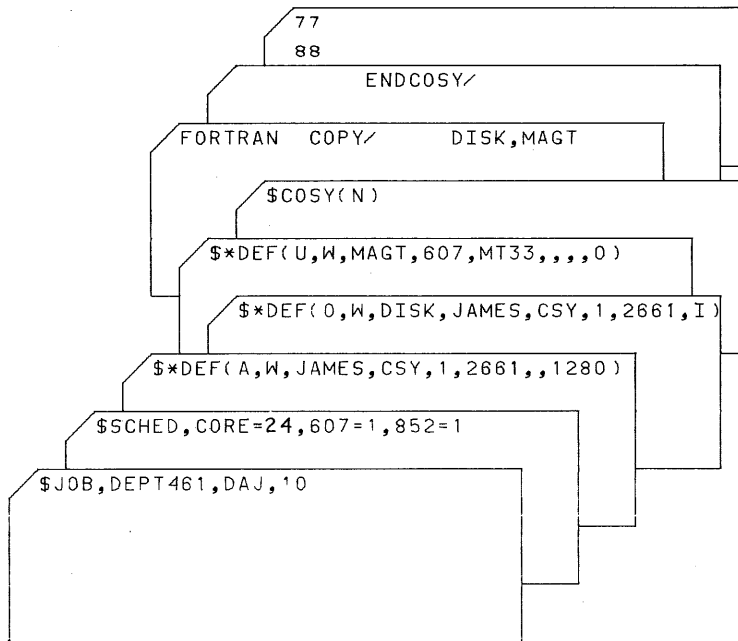 77
88
ENDCOSY/
FORTRAN COPY/ DISK,MAGT
$COSY(N)
$*DEF(U,W,MAGT,607,MT33,,,,O)
$*DEF(O,W,DISK,JAMES,CSY,1,2661,I)
$*DEF(A,W,JAMES,CSY,1,2661,,1280)
$SCHED,CORE=24,607=1,852=1
$JOB,DEPT461,DAJ,10